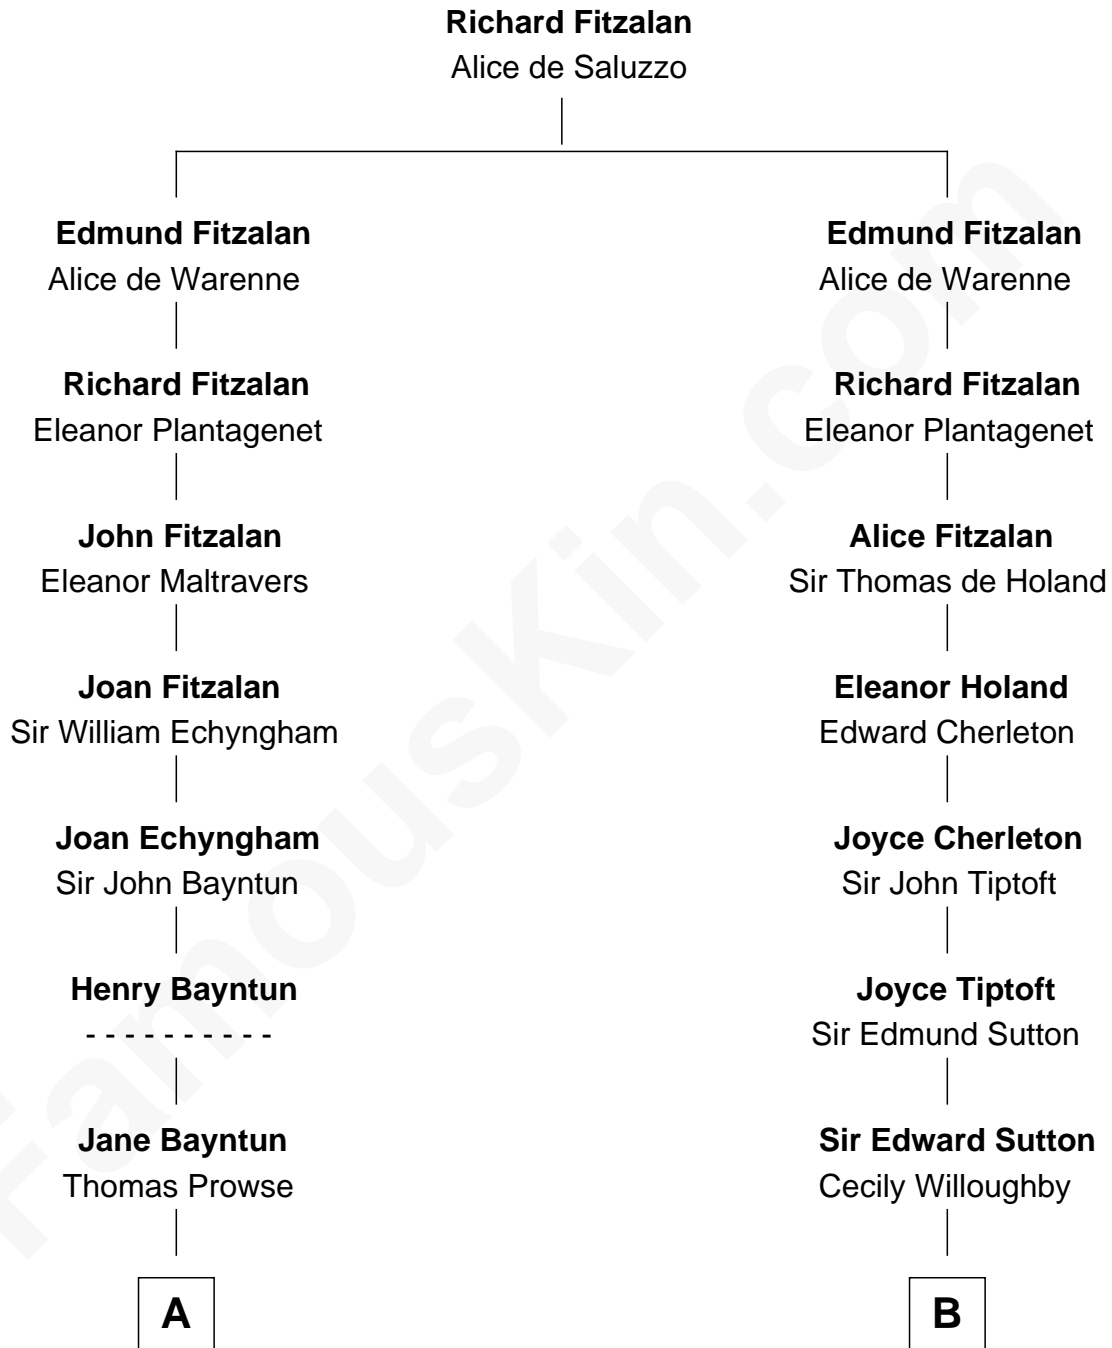 Richard Fitzalan
Alice de Saluzzo
Edmund Fitzalan
Alice de Warenne
Richard Fitzalan
Eleanor Plantagenet
John Fitzalan
Eleanor Maltravers
Joan Fitzalan
Sir William Echyngham
Joan Echyngham
Sir John Bayntun
Henry Bayntun
- - - - - - - - - -
Jane Bayntun
Thomas Prowse
A
Edmund Fitzalan
Alice de Warenne
Richard Fitzalan
Eleanor Plantagenet
Alice Fitzalan
Sir Thomas de Holand
Eleanor Holand
Edward Cherleton
Joyce Cherleton
Sir John Tiptoft
Joyce Tiptoft
Sir Edmund Sutton
Sir Edward Sutton
Cecily Willoughby
B
FamousKin.com